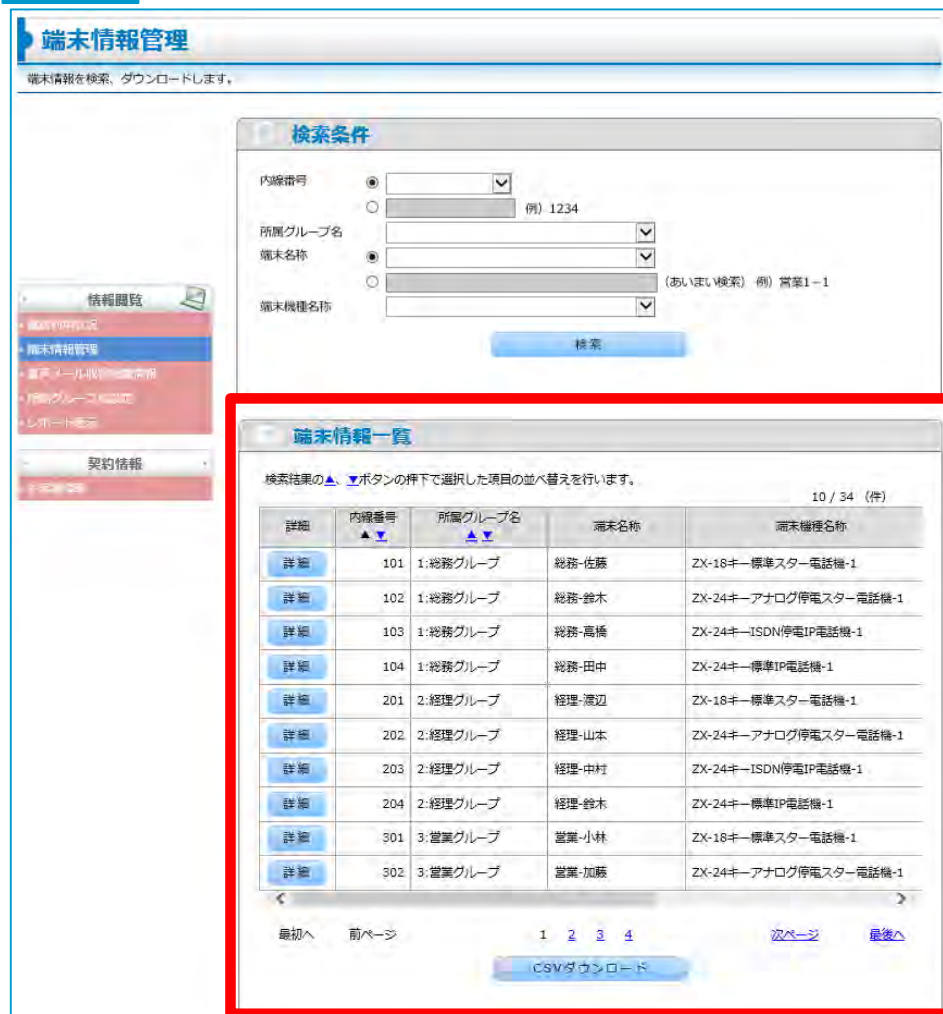 端末情報管理
端末情報を検索、ダウンロードします。
検索条件
内線番号
例) 1234
所属グループ名
端末名称
(あいまい検索) 例) 営業1-1
端末機種名称
検索
情報閲覧
端末情報管理
レポート表示
契約情報
端末情報一覧
検索結果の▲、▼ボタンの押下で選択した項目の並べ替えを行います。
10 / 34 (件)
詳細 内線番号 ▲ ▼ 所属グループ名 ▲ ▼ 端末名称 端末機種名称
詳細 101 1:総務グループ 総務-佐藤 ZX-18キー標準スター電話機-1
詳細 102 1:総務グループ 総務-鈴木 ZX-24キーアナログ停電スター電話機-1
詳細 103 1:総務グループ 総務-高橋 ZX-24キーISDN停電IP電話機-1
詳細 104 1:総務グループ 総務-田中 ZX-24キー標準IP電話機-1
詳細 201 2:経理グループ 経理-渡辺 ZX-18キー標準スター電話機-1
詳細 202 2:経理グループ 経理-山本 ZX-24キーアナログ停電スター電話機-1
詳細 203 2:経理グループ 経理-中村 ZX-24キーISDN停電IP電話機-1
詳細 204 2:経理グループ 経理-鈴木 ZX-24キー標準IP電話機-1
詳細 301 3:営業グループ 営業-小林 ZX-18キー標準スター電話機-1
詳細 302 3:営業グループ 営業-加藤 ZX-24キーアナログ停電スター電話機-1
最初へ 前ページ 1 2 3 4 次ページ 最後へ
CSVダウンロード